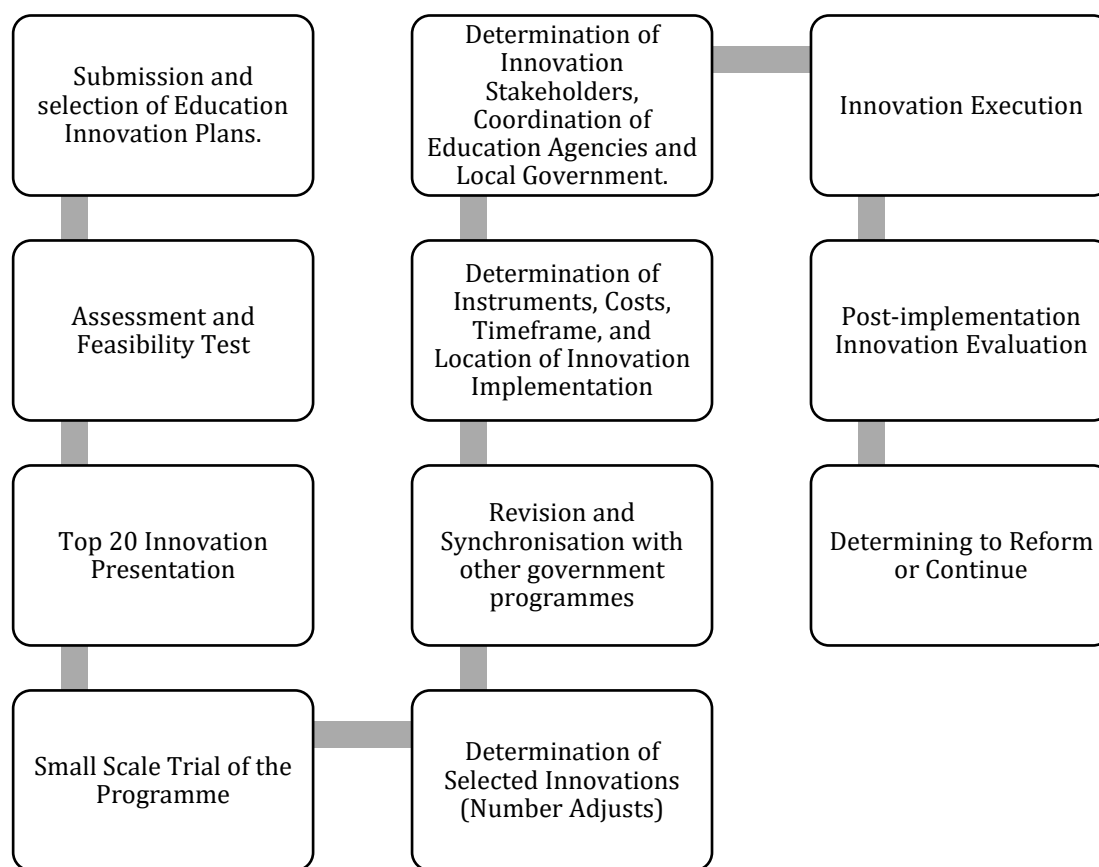 Submission and
selection of Education
Innovation Plans.
Assessment and
Feasibility Test
Top 20 Innovation
Presentation
Small Scale Trial of the
Programme
Determination of
Selected Innovations
(Number Adjusts)
Revision and
Synchronisation with
other government
programmes
Determination of
Instruments, Costs,
Timeframe, and
Location of Innovation
Implementation
Determination of
Innovation
Stakeholders,
Coordination of
Education Agencies and
Local Government.
Innovation Execution
Post-implementation
Innovation Evaluation
Determining to Reform
or Continue